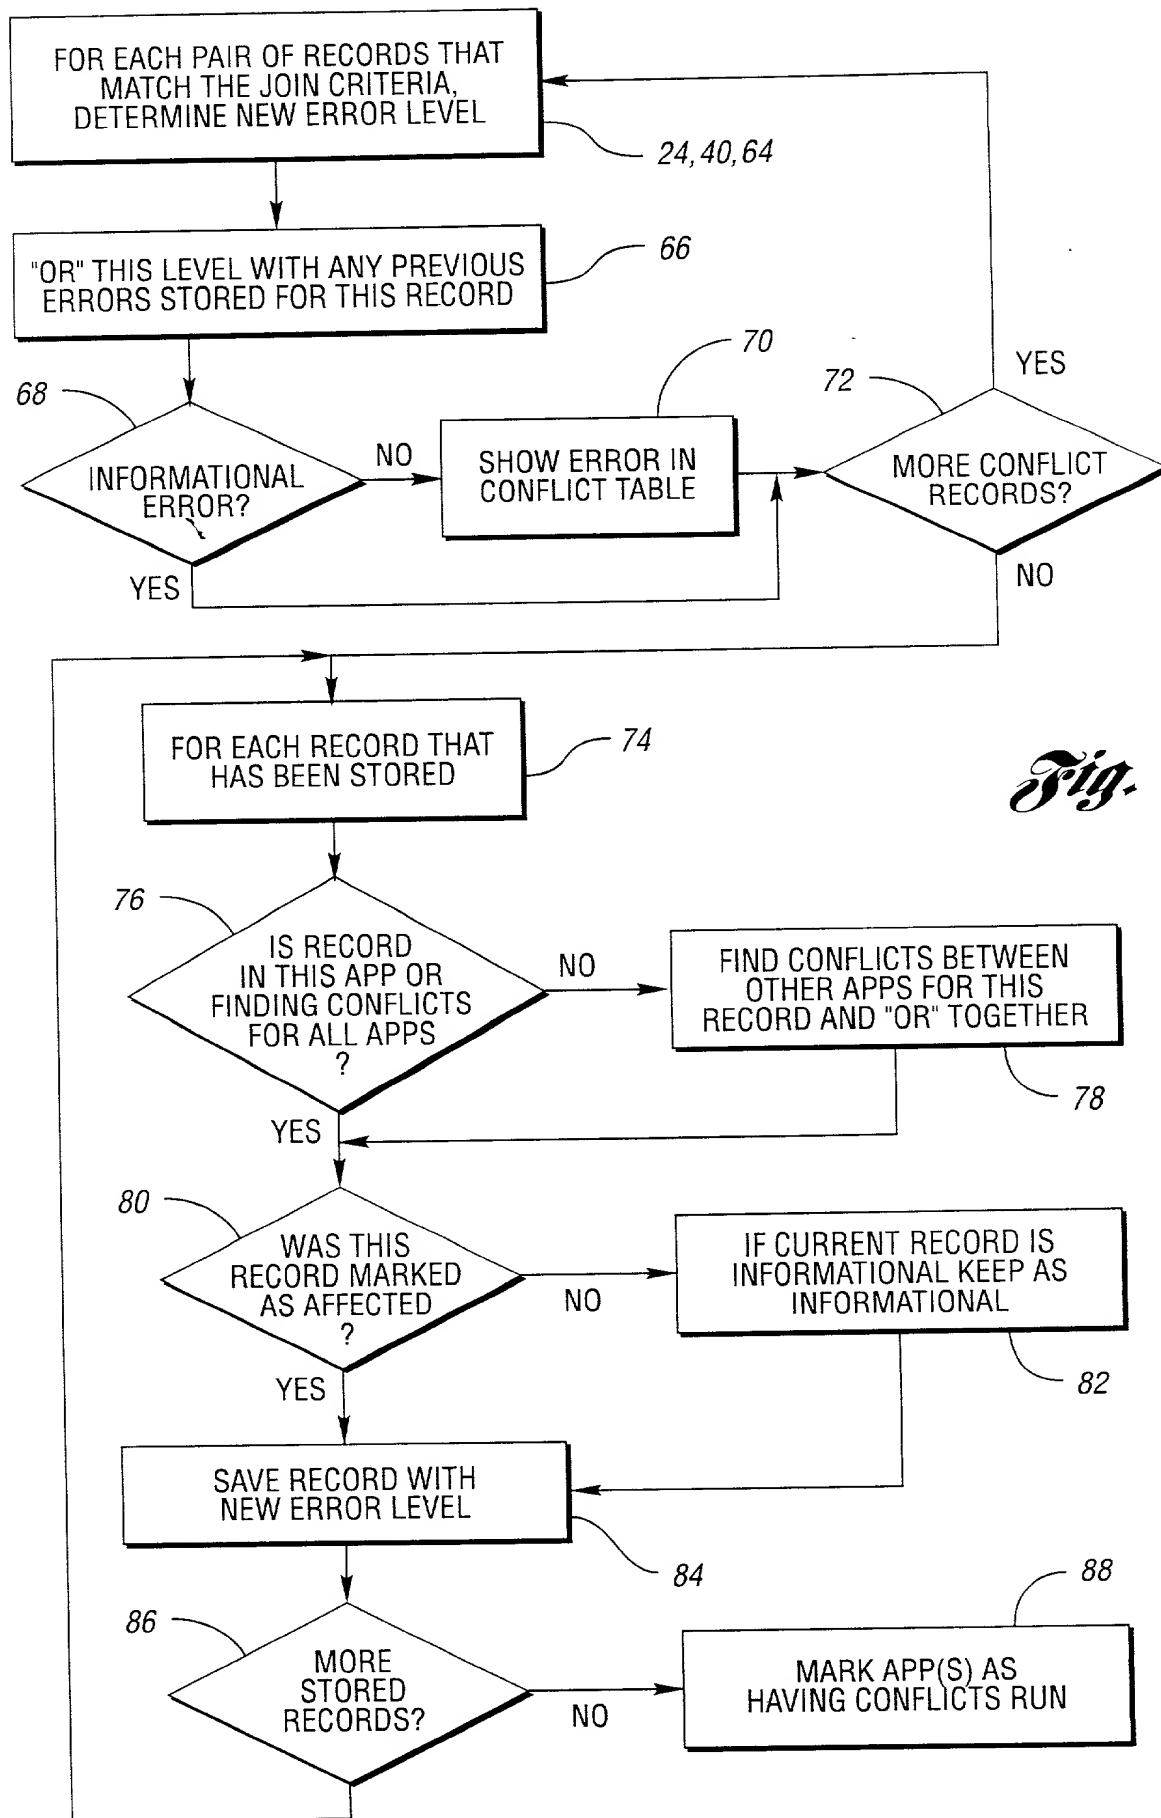 FOR EACH PAIR OF RECORDS THAT
MATCH THE JOIN CRITERIA,
DETERMINE NEW ERROR LEVEL
24, 40, 64
"OR" THIS LEVEL WITH ANY PREVIOUS
ERRORS STORED FOR THIS RECORD
66
68
INFORMATIONAL
ERROR?
NO
YES
70
SHOW ERROR IN
CONFLICT TABLE
72
MORE CONFLICT
RECORDS?
YES
NO
FOR EACH RECORD THAT
HAS BEEN STORED
74
Fig.
76
IS RECORD
IN THIS APP OR
FINDING CONFLICTS
FOR ALL APPS
?
NO
FIND CONFLICTS BETWEEN
OTHER APPS FOR THIS
RECORD AND "OR" TOGETHER
78
YES
80
WAS THIS
RECORD MARKED
AS AFFECTED
?
NO
IF CURRENT RECORD IS
INFORMATIONAL KEEP AS
INFORMATIONAL
82
YES
SAVE RECORD WITH
NEW ERROR LEVEL
84
86
MORE
STORED
RECORDS?
NO
88
MARK APP(S) AS
HAVING CONFLICTS RUN